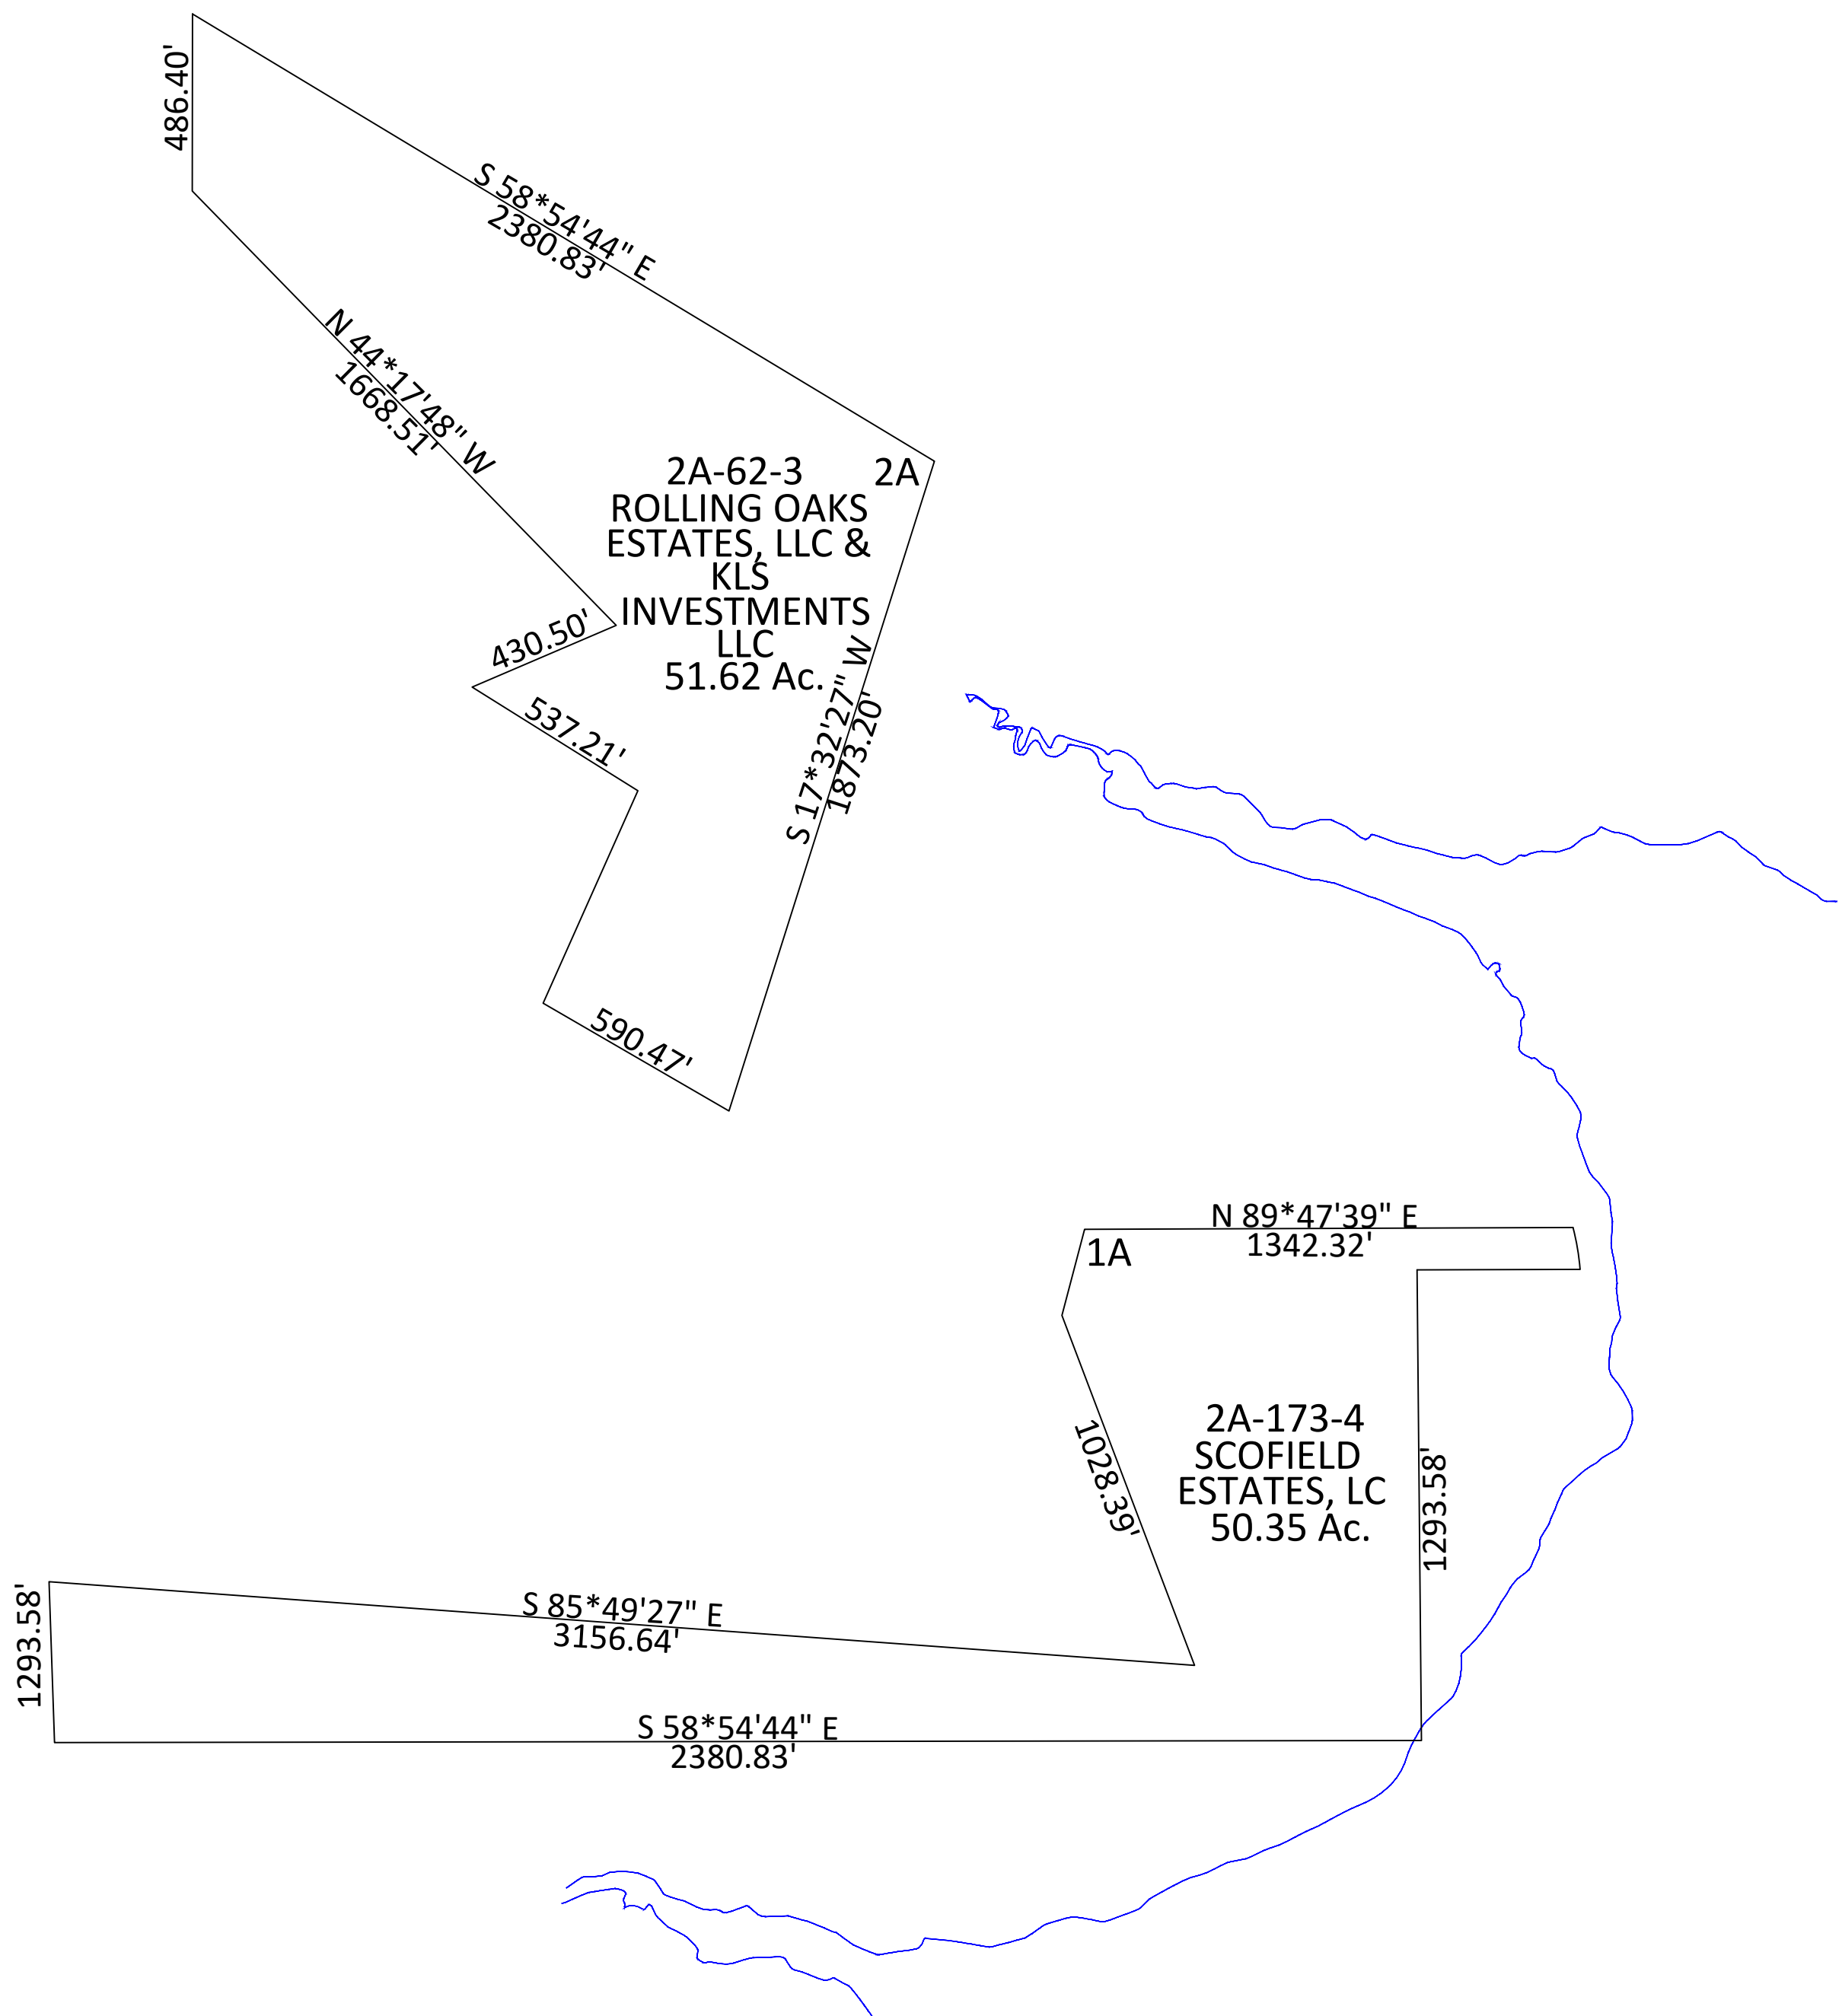 486.40'
S 58*54'44" E
2380.83'
N 44*17'48" W
1668.51'
2A-62-3
2A
ROLLING OAKS
ESTATES, LLC &
KLS
INVESTMENTS
LLC
51.62 Ac.
430.50'
537.21'
S 17*32'27" W
1873.20'
590.47'
N 89*47'39" E
1342.32'
1A
2A-173-4
SCOFIELD
ESTATES, LC
50.35 Ac.
1028.39'
1293.58'
1293.58'
S 85*49'27" E
3156.64'
S 58*54'44" E
2380.83'